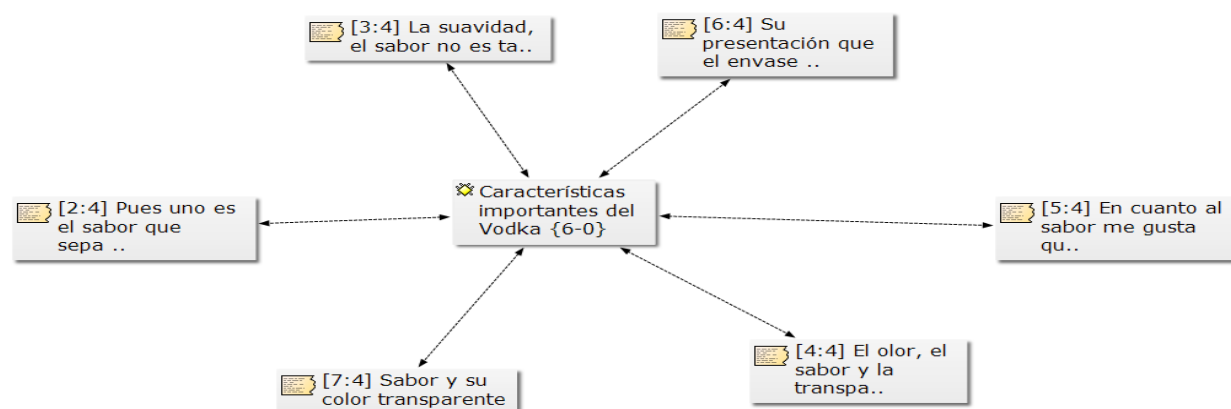 [3:4] La suavidad,
el sabor no es ta..
[6:4] Su
presentación que
el envase ..
Características
importantes del
Vodka {6-0}
[2:4] Pues uno es
el sabor que
sepa ..
[5:4] En cuanto al
sabor me gusta
qu..
[4:4] El olor, el
sabor y la
transpa..
[7:4] Sabor y su
color transparente